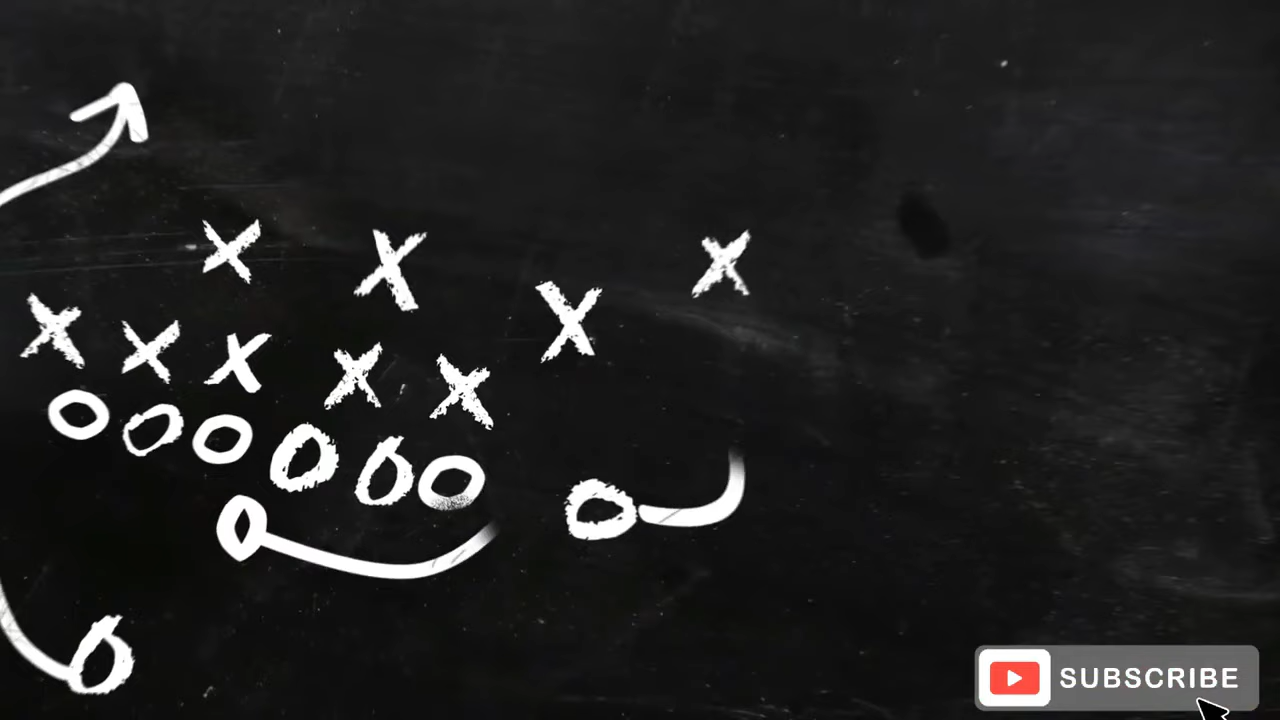 X X X
X X
X X X X X
O O O O O O O
O
O
SUBSCRIBE